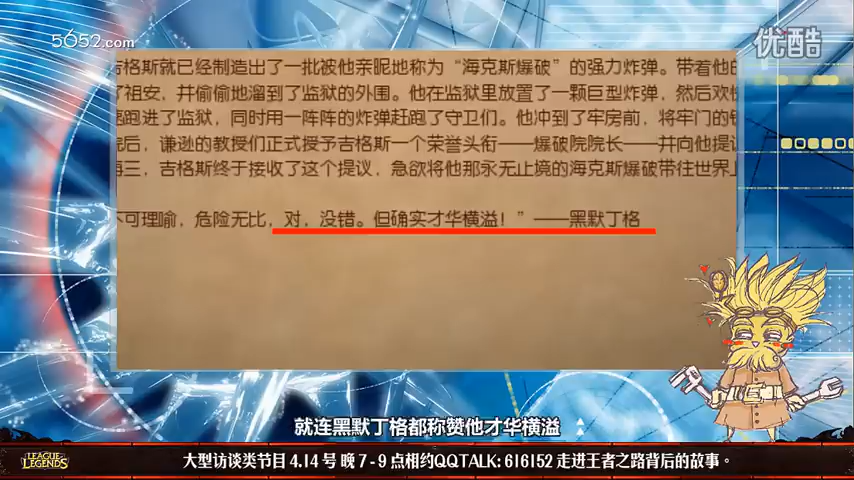 5652.com
优酷
吉格斯就已经制造出了一批被他亲昵地称为“海克斯爆破”的强力炸弹。带着他的
了祖安，并偷偷地溜到了监狱的外围。他在监狱里放置了一颗巨型炸弹，然后欢快
跑进了监狱，同时用一阵阵的炸弹赶跑了守卫们。他冲到了牢房前，将牢门的锁
院后，谦逊的教授们正式授予吉格斯一个荣誉头衔——爆破院院长——并向他提议
再三，吉格斯终于接收了这个提议，急欲将他那永无止境的海克斯爆破带往世界上
不可理喻，危险无比，对，没错。但确实才华横溢！”——黑默丁格
就连黑默丁格都称赞他才华横溢
LEAGUE of LEGENDS
大型访谈类节目 4.14 号 晚 7-9 点相约QQTALK: 616152 走进王者之路背后的故事。